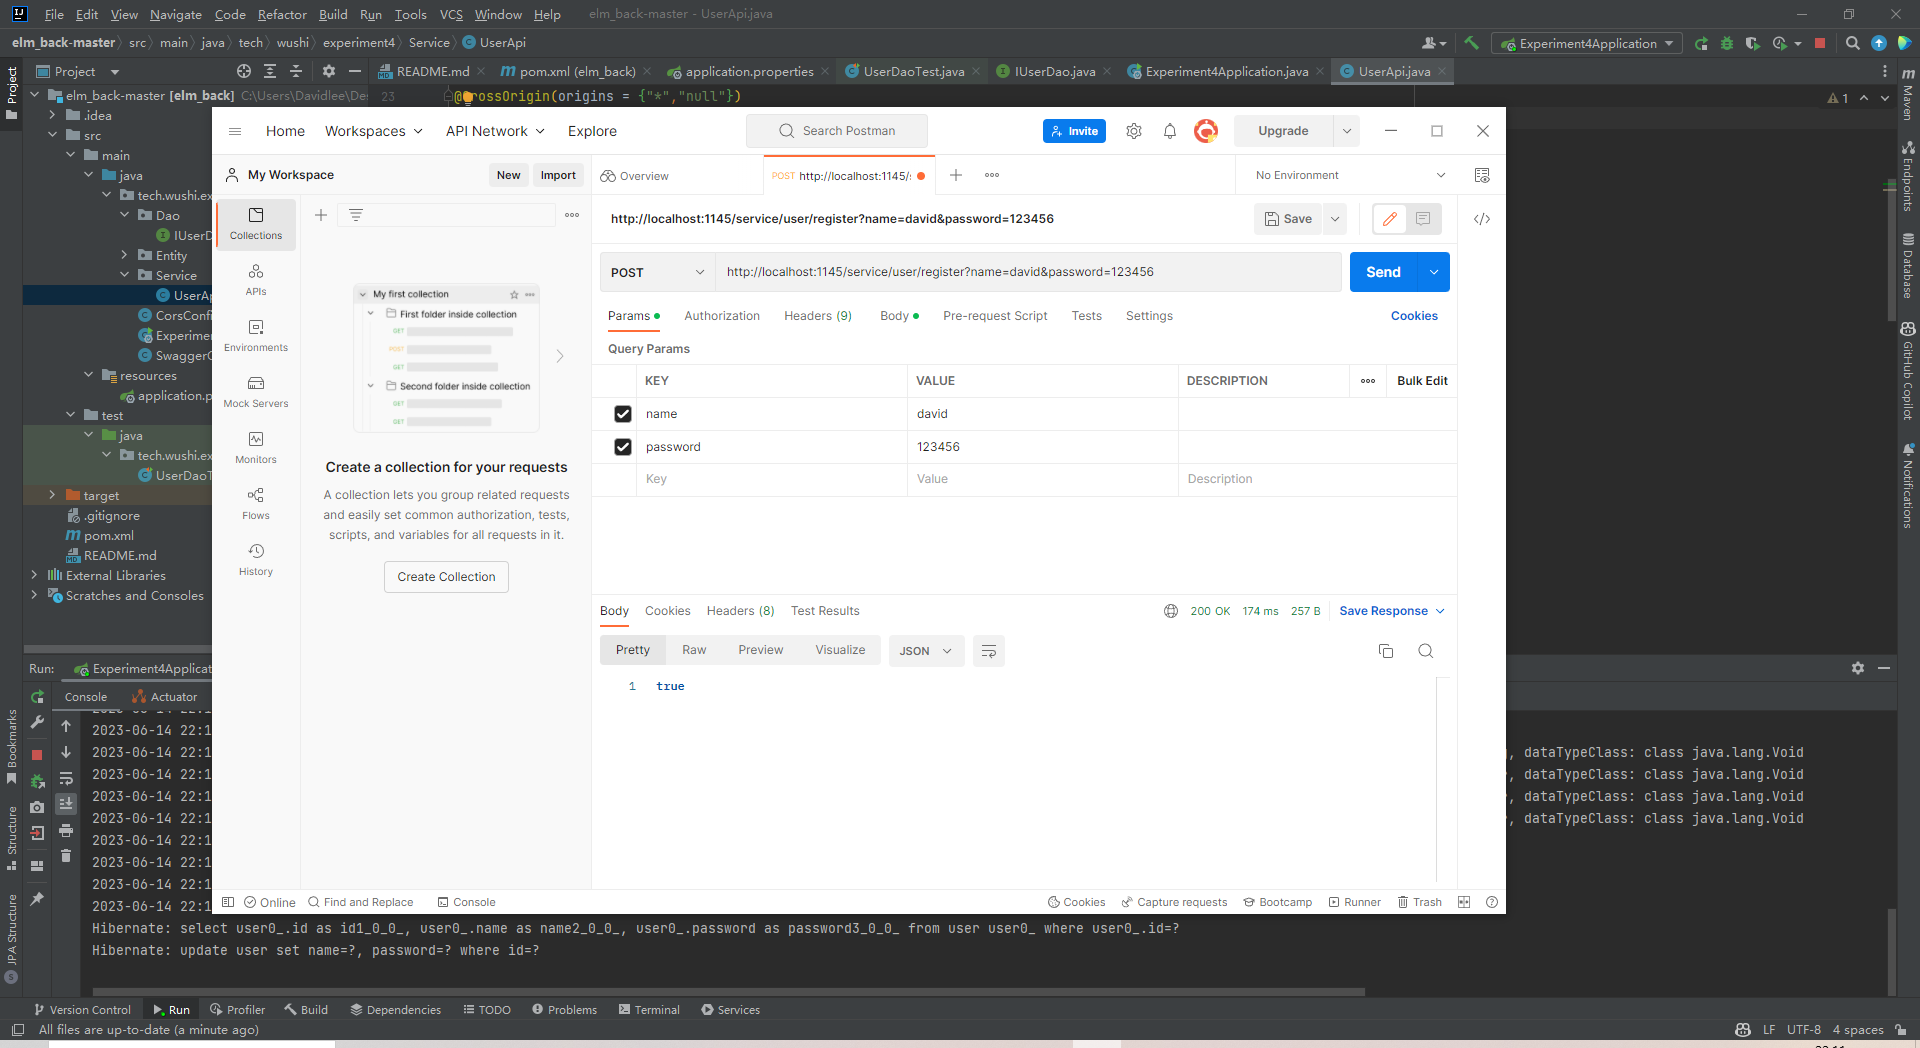 File Edit View Navigate Code Refactor Build Run Tools VCS Window Help elm_back-master - UserApi.java
elm_back-master src main java tech wushi experiment4 Service UserApi
Experiment4Application
Project
README.md pom.xml (elm_back) application.properties UserDaoTest.java IUserDao.java Experiment4Application.java UserApi.java
elm_back-master [elm_back] C:\Users\Davidlee\De
23 @CrossOrigin(origins = {"*","null"})
1
.idea
src
main
java
tech.wushi.ex
Dao
IUserD
Entity
Service
UserAp
CorsConfi
Experimer
SwaggerC
resources
application.p
test
java
tech.wushi.ex
UserDaoT
target
.gitignore
pom.xml
README.md
External Libraries
Scratches and Consoles
Project
Bookmarks
Structure
JPA Structure
Maven
Endpoints
Database
GitHub Copilot
Notifications
Home Workspaces API Network Explore
Search Postman
Invite
Upgrade
My Workspace
New Import
Overview
POST http://localhost:1145/
No Environment
Collections
APIs
Environments
Mock Servers
Monitors
Flows
History
My first collection
First folder inside collection
GET
POST
GET
Second folder inside collection
GET
GET
Create a collection for your requests
A collection lets you group related requests
and easily set common authorization, tests,
scripts, and variables for all requests in it.
Create Collection
http://localhost:1145/service/user/register?name=david&password=123456
Save
POST http://localhost:1145/service/user/register?name=david&password=123456
Send
Params Authorization Headers (9) Body Pre-request Script Tests Settings Cookies
Query Params
KEY VALUE DESCRIPTION Bulk Edit
name david
password 123456
Key Value Description
Body Cookies Headers (8) Test Results
200 OK 174 ms 257 B Save Response
Pretty Raw Preview Visualize JSON
1 true
Online Find and Replace Console
Cookies Capture requests Bootcamp Runner Trash
Run: Experiment4Applicat
Console Actuator
2023-06-14 22:1
2023-06-14 22:1 , dataTypeClass: class java.lang.Void
2023-06-14 22:1 , dataTypeClass: class java.lang.Void
2023-06-14 22:1 , dataTypeClass: class java.lang.Void
2023-06-14 22:1 , dataTypeClass: class java.lang.Void
2023-06-14 22:1
2023-06-14 22:1
2023-06-14 22:1
2023-06-14 22:1
Hibernate: select user0_.id as id1_0_0_, user0_.name as name2_0_0_, user0_.password as password3_0_0_ from user user0_ where user0_.id=?
Hibernate: update user set name=?, password=? where id=?
Version Control Run Profiler Build Dependencies TODO Problems Terminal Services
All files are up-to-date (a minute ago)
LF UTF-8 4 spaces